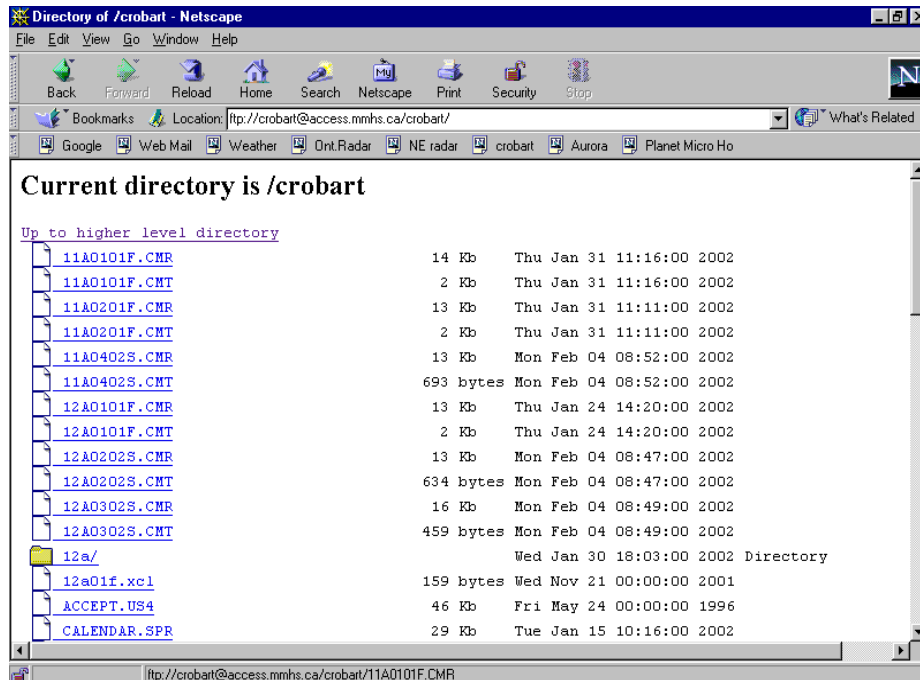 Directory of /crobart - Netscape
File Edit View Go Window Help
My
N
Back Forward Reload Home Search Netscape Print Security Stop
Bookmarks Location: ftp://crobart@access.mmhs.ca/crobart/ What's Related
Google Web Mail Weather Ont.Radar NE radar crobart Aurora Planet Micro Ho
Current directory is /crobart
Up to higher level directory
11A0101F.CMR 14 Kb Thu Jan 31 11:16:00 2002
11A0101F.CMT 2 Kb Thu Jan 31 11:16:00 2002
11A0201F.CMR 13 Kb Thu Jan 31 11:11:00 2002
11A0201F.CMT 2 Kb Thu Jan 31 11:11:00 2002
11A0402S.CMR 13 Kb Mon Feb 04 08:52:00 2002
11A0402S.CMT 693 bytes Mon Feb 04 08:52:00 2002
12A0101F.CMR 13 Kb Thu Jan 24 14:20:00 2002
12A0101F.CMT 2 Kb Thu Jan 24 14:20:00 2002
12A0202S.CMR 13 Kb Mon Feb 04 08:47:00 2002
12A0202S.CMT 634 bytes Mon Feb 04 08:47:00 2002
12A0302S.CMR 16 Kb Mon Feb 04 08:49:00 2002
12A0302S.CMT 459 bytes Mon Feb 04 08:49:00 2002
12a/ Wed Jan 30 18:03:00 2002 Directory
12a01f.xcl 159 bytes Wed Nov 21 00:00:00 2001
ACCEPT.US4 46 Kb Fri May 24 00:00:00 1996
CALENDAR.SPR 29 Kb Tue Jan 15 10:16:00 2002
ftp://crobart@access.mmhs.ca/crobart/11A0101F.CMR